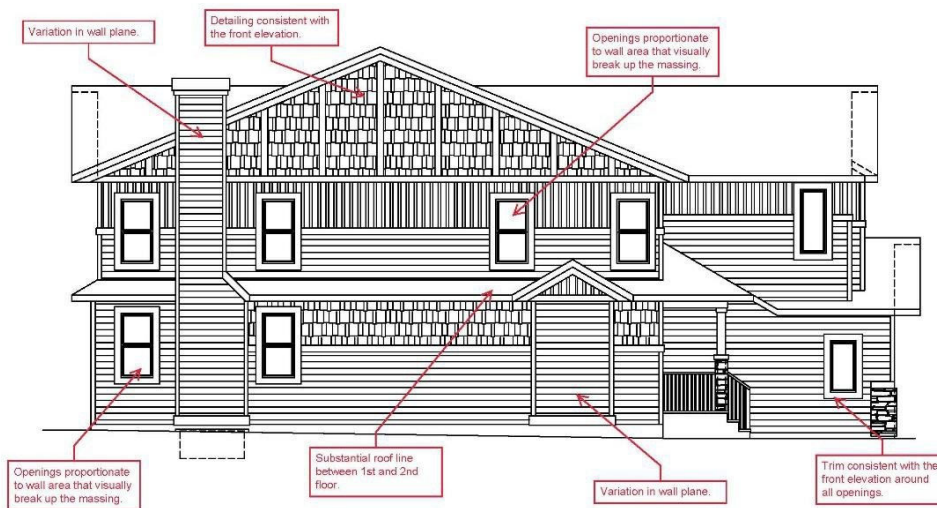 Variation in wall plane.
Detailing consistent with
the front elevation.
Openings proportionate
to wall area that visually
break up the massing.
Openings proportionate
to wall area that visually
break up the massing.
Substantial roof line
between 1st and 2nd
floor.
Variation in wall plane.
Trim consistent with the
front elevation around
all openings.